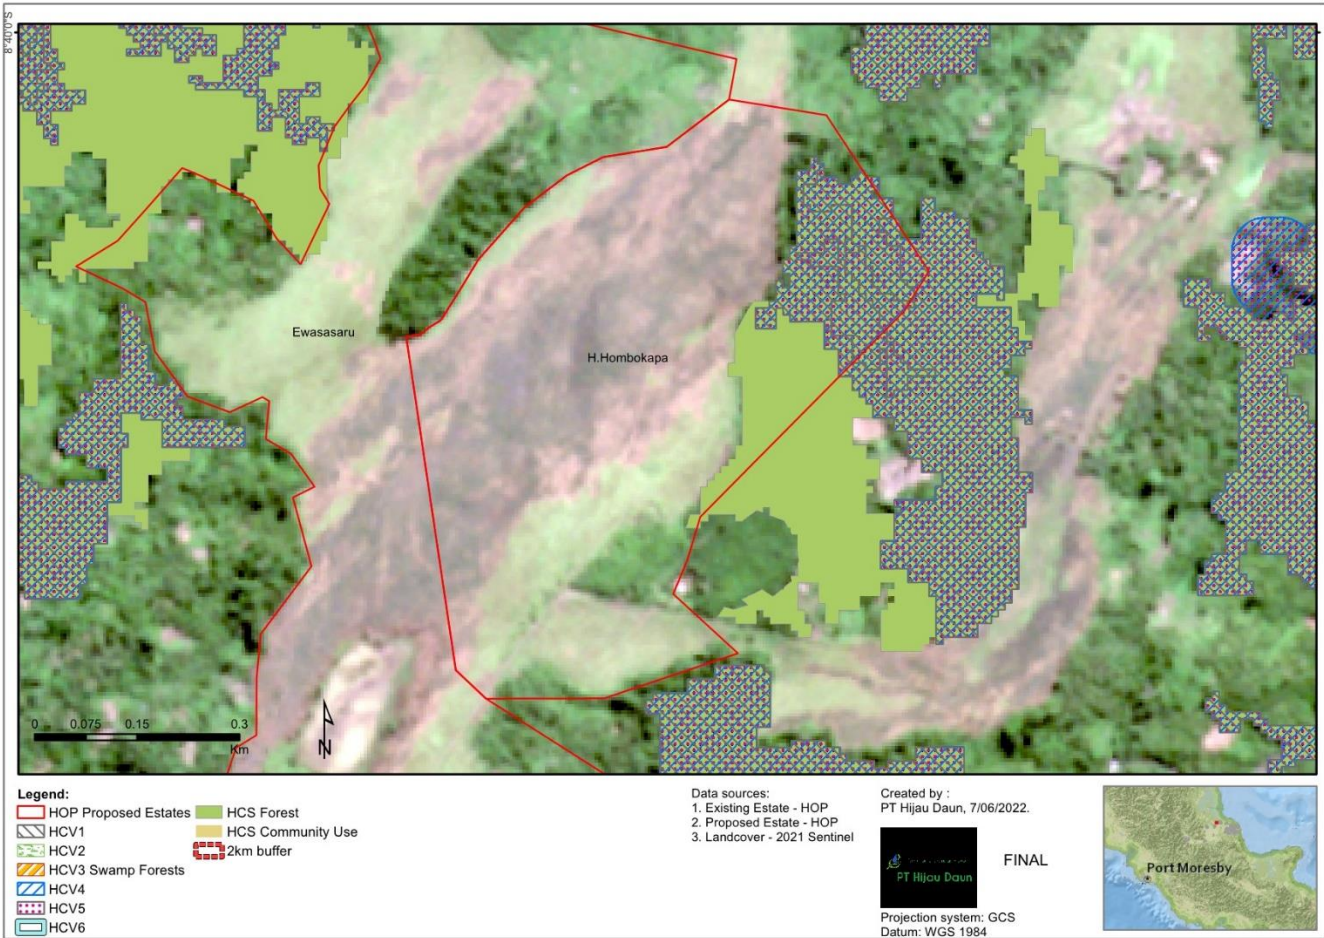 8°40'0"S
Ewasasaru
H.Hombokapa
0 0.075 0.15 0.3
Km
N
Legend:
HOP Proposed Estates
HCV1
HCV2
HCV3 Swamp Forests
HCV4
HCV5
HCV6
HCS Forest
HCS Community Use
2km buffer
Data sources:
1. Existing Estate - HOP
2. Proposed Estate - HOP
3. Landcover - 2021 Sentinel
Created by :
PT Hijau Daun, 7/06/2022.
PT Hijau Daun
FINAL
Projection system: GCS
Datum: WGS 1984
Port Moresby